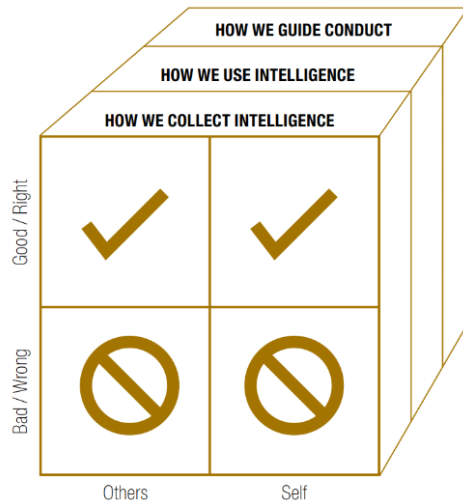 HOW WE GUIDE CONDUCT
HOW WE USE INTELLIGENCE
HOW WE COLLECT INTELLIGENCE
Good / Right
Bad / Wrong
Others
Self